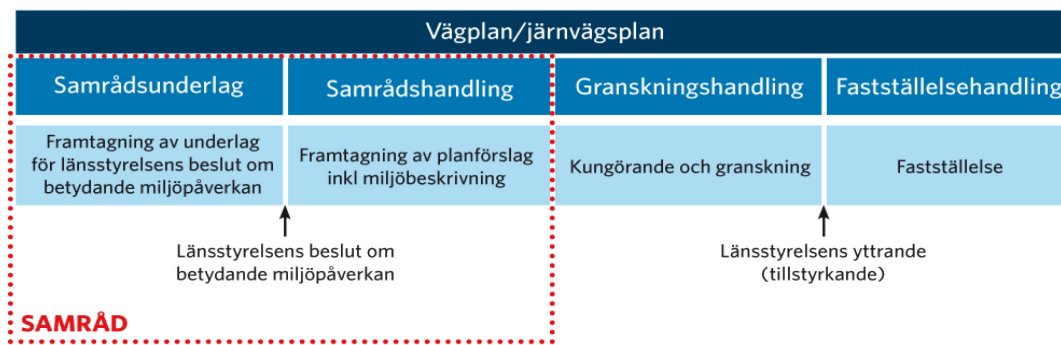 Vägplan/järnvägsplan
Samrådsunderlag
Samrådshandling
Granskningshandling
Fastställelsehandling
Framtagning av underlag
för länsstyrelsens beslut om
betydande miljöpåverkan
Framtagning av planförslag
inkl miljöbeskrivning
Kungörande och granskning
Fastställelse
Länsstyrelsens beslut om
betydande miljöpåverkan
Länsstyrelsens yttrande
(tillstyrkande)
SAMRÅD